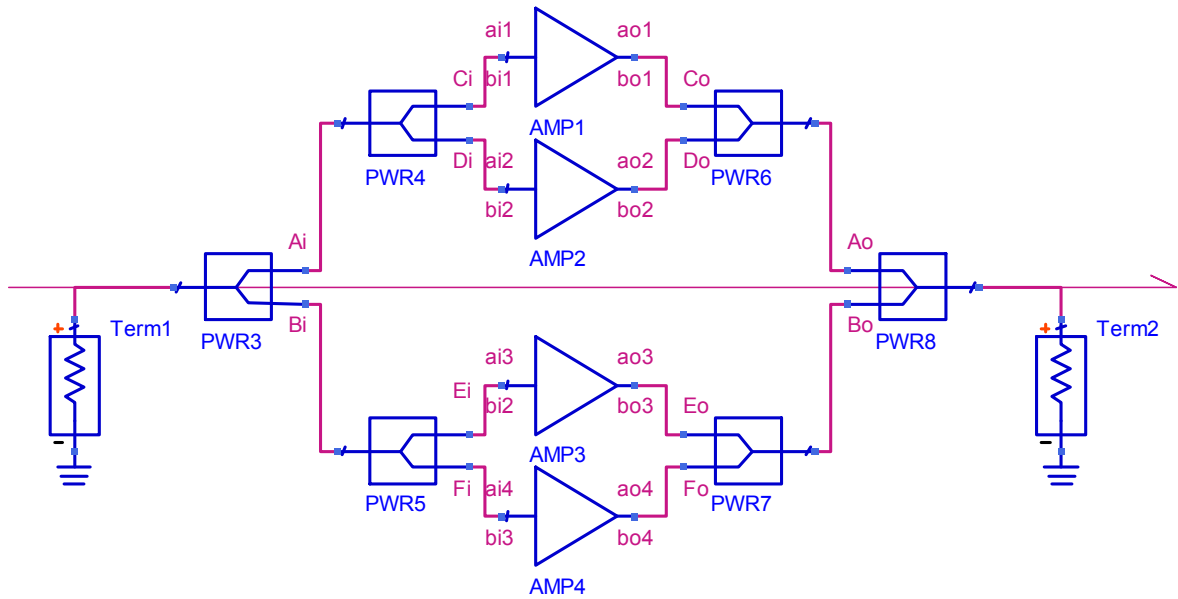 ai1
ao1
Ci
bi1
bo1
Co
AMP1
Di
ai2
ao2
Do
PWR4
PWR6
bi2
bo2
Ai
AMP2
Ao
Bi
Term1
PWR3
Bo
PWR8
Term2
ai3
ao3
Ei
bi2
bo3
Eo
AMP3
Fi
ai4
ao4
Fo
PWR5
PWR7
bi3
bo4
AMP4